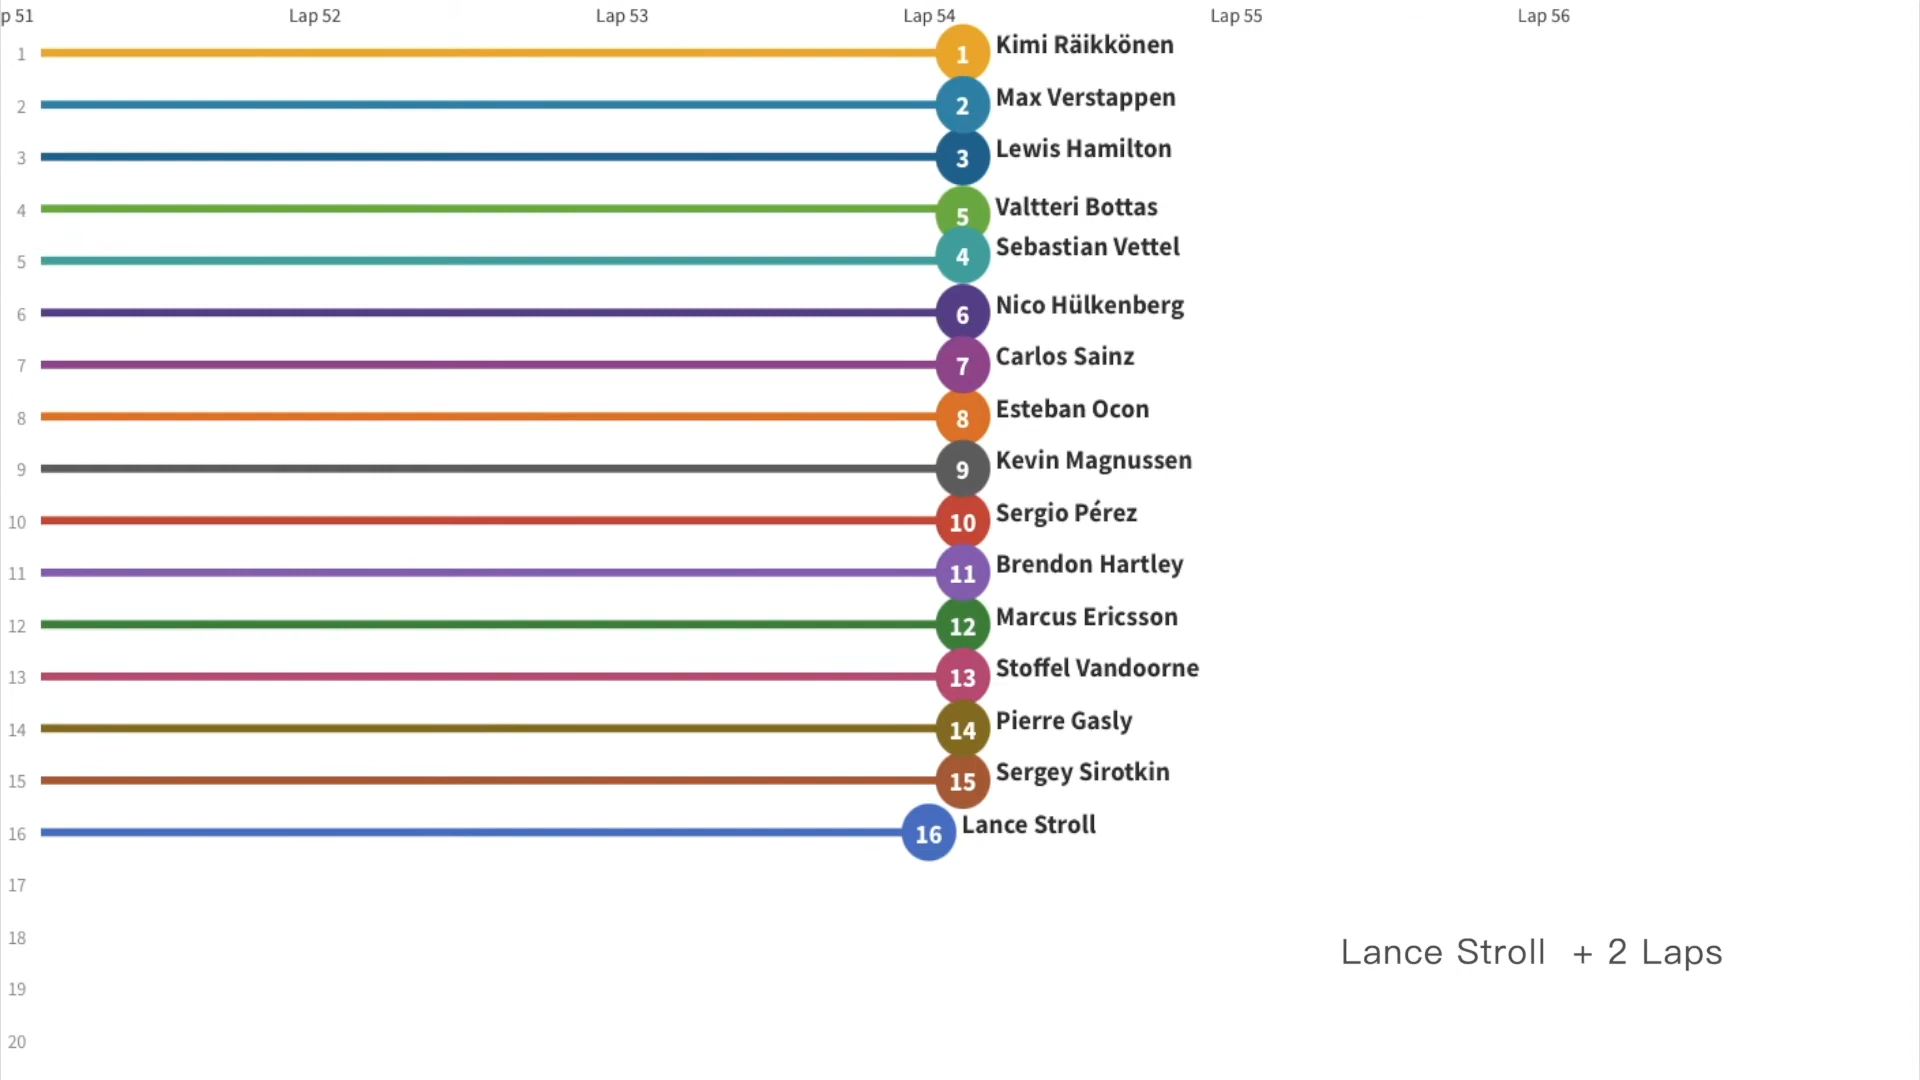 p 51 Lap 52 Lap 53 Lap 54 Lap 55 Lap 56
1 1 Kimi Räikkönen
2 2 Max Verstappen
3 3 Lewis Hamilton
4 5 Valtteri Bottas
5 4 Sebastian Vettel
6 6 Nico Hülkenberg
7 7 Carlos Sainz
8 8 Esteban Ocon
9 9 Kevin Magnussen
10 10 Sergio Pérez
11 11 Brendon Hartley
12 12 Marcus Ericsson
13 13 Stoffel Vandoorne
14 14 Pierre Gasly
15 15 Sergey Sirotkin
16 16 Lance Stroll
17
18
Lance Stroll + 2 Laps
19
20